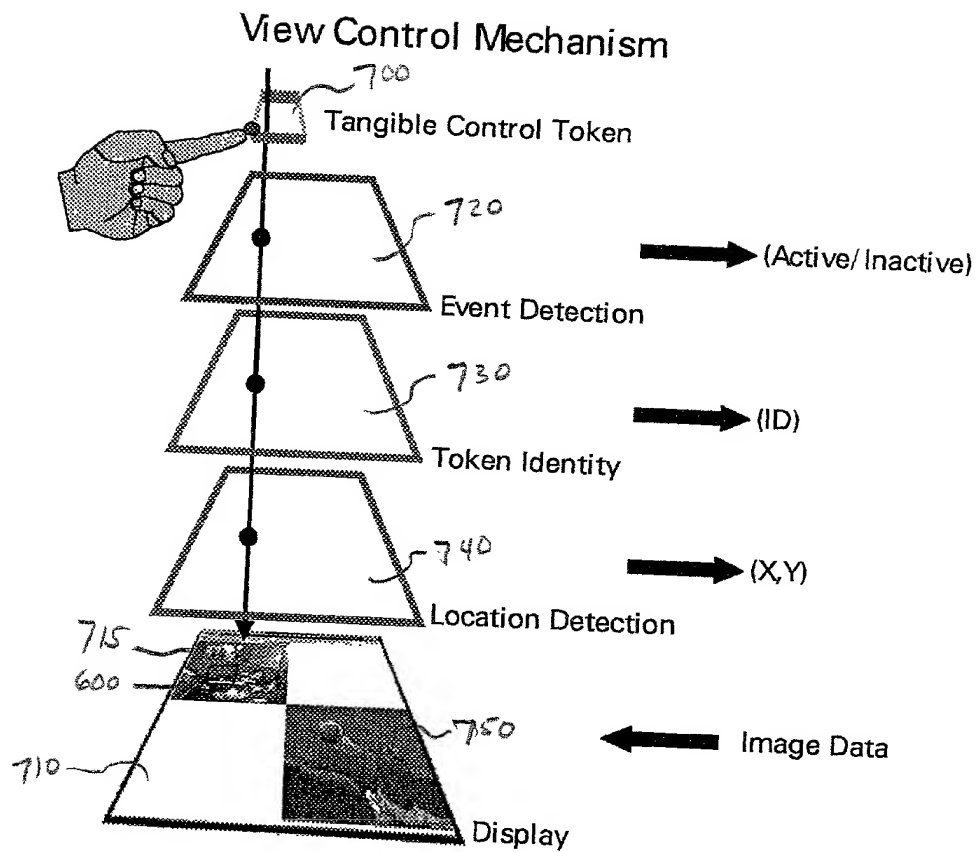 View Control Mechanism
700
Tangible Control Token
720
(Active/Inactive)
Event Detection
730
(ID)
Token Identity
740
(X,Y)
Location Detection
715
600
750
Image Data
710
Display